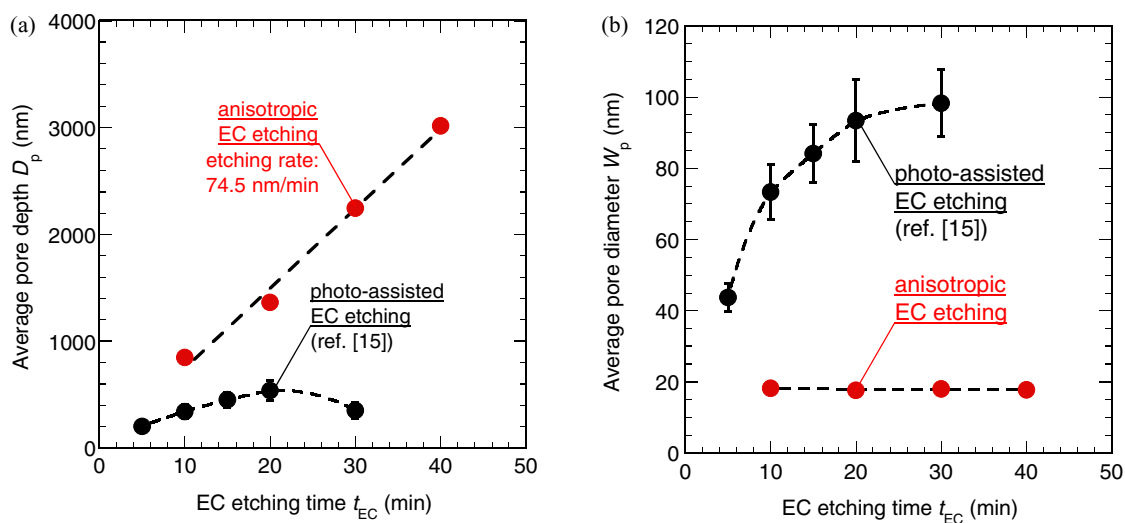 (a)
4000
3000
2000
1000
0
0
10
20
30
40
50
Average pore depth Dp (nm)
EC etching time tEC (min)
anisotropic
EC etching
etching rate:
74.5 nm/min
photo-assisted
EC etching
(ref. [15])
(b)
120
100
80
60
40
20
0
0
10
20
30
40
50
Average pore diameter Wp (nm)
EC etching time tEC (min)
photo-assisted
EC etching
(ref. [15])
anisotropic
EC etching